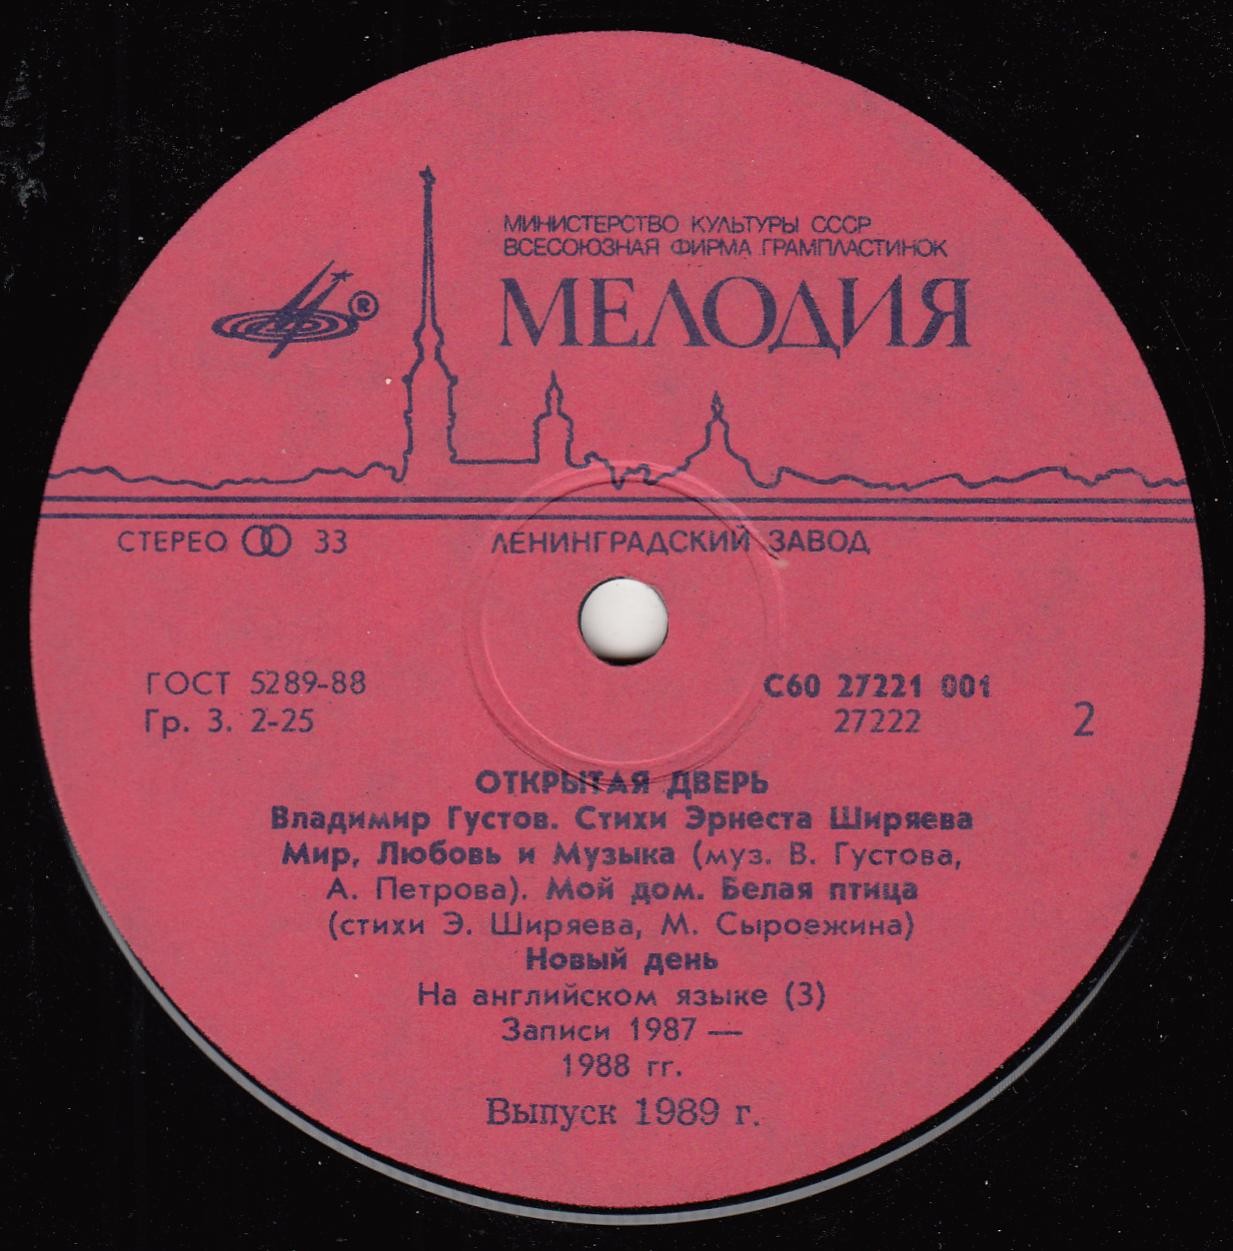 МИНИСТЕРСТВО КУЛЬТУРЫ СССР
ВСЕСОЮЗНАЯ ФИРМА ГРАМПЛАСТИНОК
МЕЛОДИЯ
®
СТЕРЕО 33
ЛЕНИНГРАДСКИЙ ЗАВОД
ГОСТ 5289-88
Гр. 3. 2-25
С60 27221 001
27222
2
ОТКРЫТАЯ ДВЕРЬ
Владимир Густов. Стихи Эрнеста Ширяева
Мир, Любовь и Музыка (муз. В. Густова,
А. Петрова). Мой дом. Белая птица
(стихи Э. Ширяева, М. Сыроежина)
Новый день
На английском языке (3)
Записи 1987 —
1988 гг.
Выпуск 1989 г.